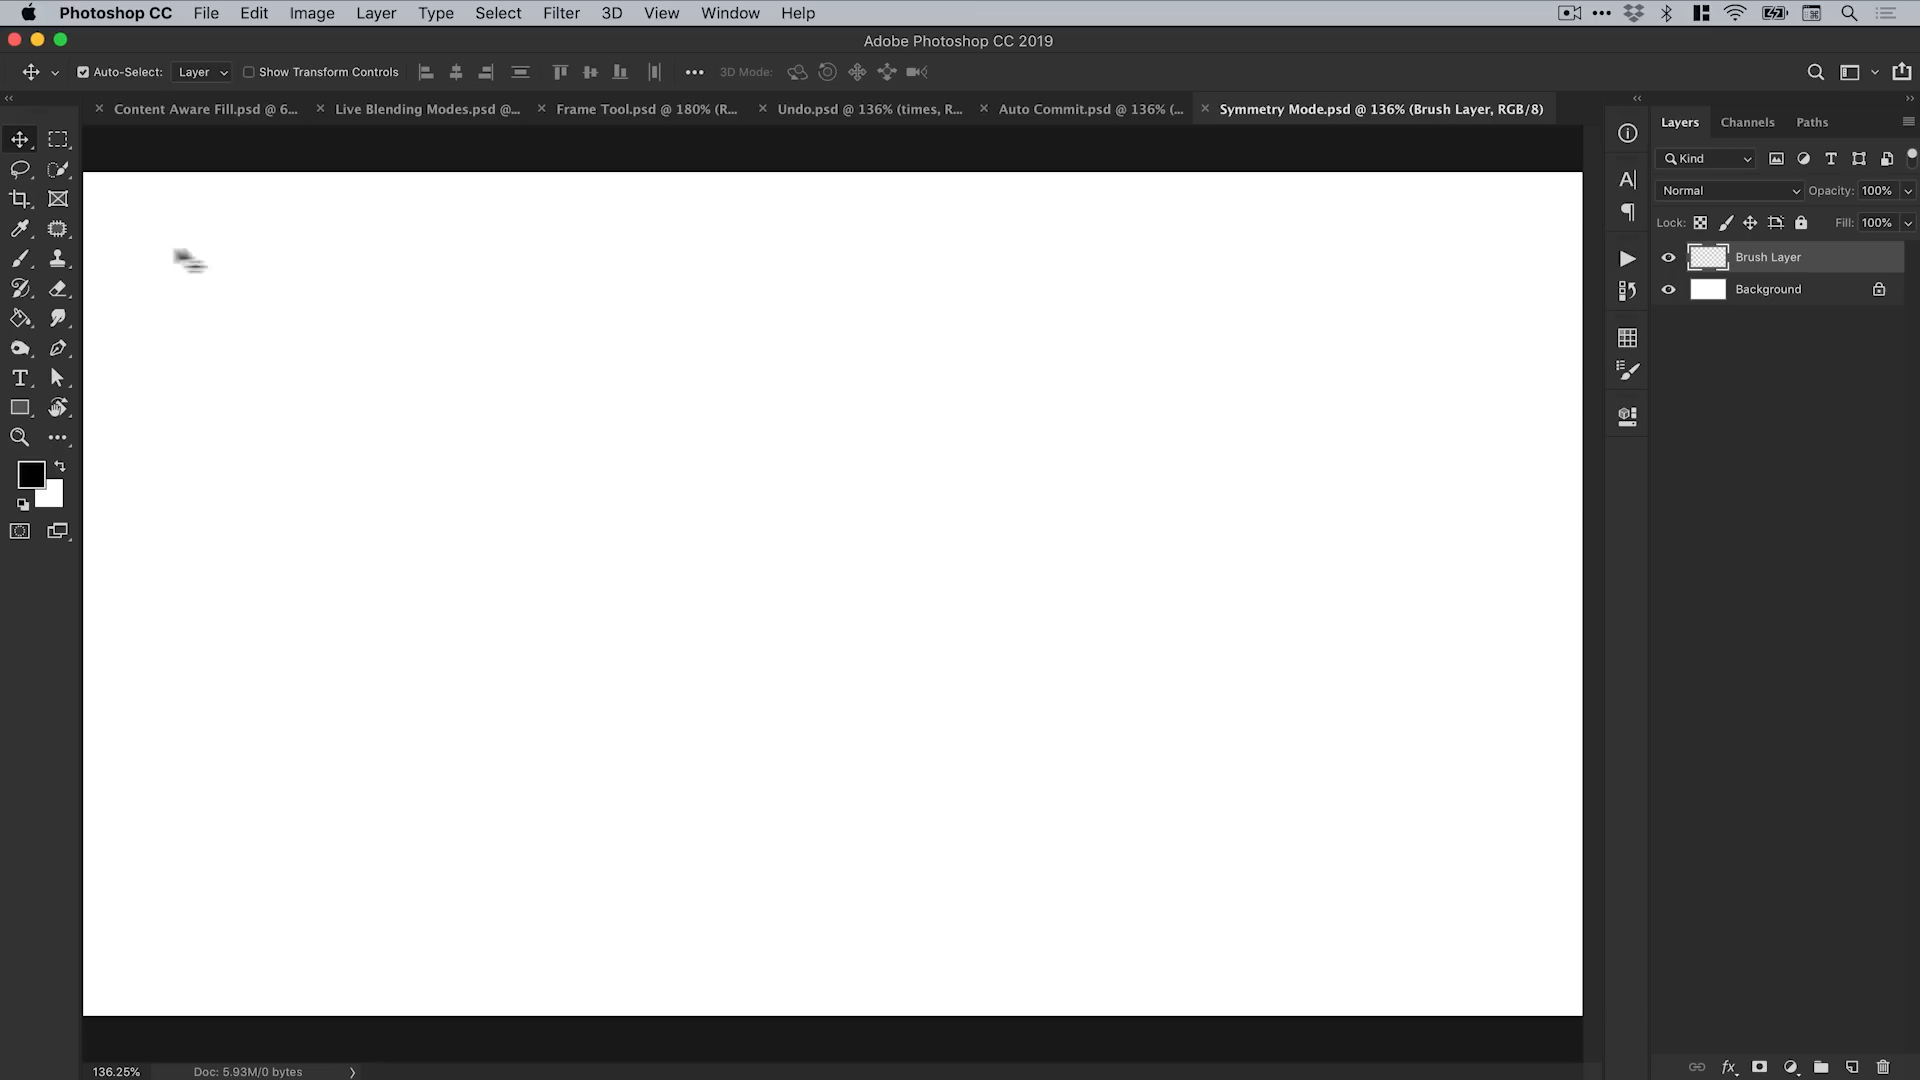 Photoshop CC File Edit Image Layer Type Select Filter 3D View Window Help
Adobe Photoshop CC 2019
Auto-Select: Layer Show Transform Controls 3D Mode:
Content Aware Fill.psd @ 6... Live Blending Modes.psd @... Frame Tool.psd @ 180% (R... Undo.psd @ 136% (times, R... Auto Commit.psd @ 136% (... Symmetry Mode.psd @ 136% (Brush Layer, RGB/8)
Layers Channels Paths
Kind
Normal Opacity: 100%
Lock: Fill: 100%
Brush Layer
Background
136.25% Doc: 5.93M/0 bytes